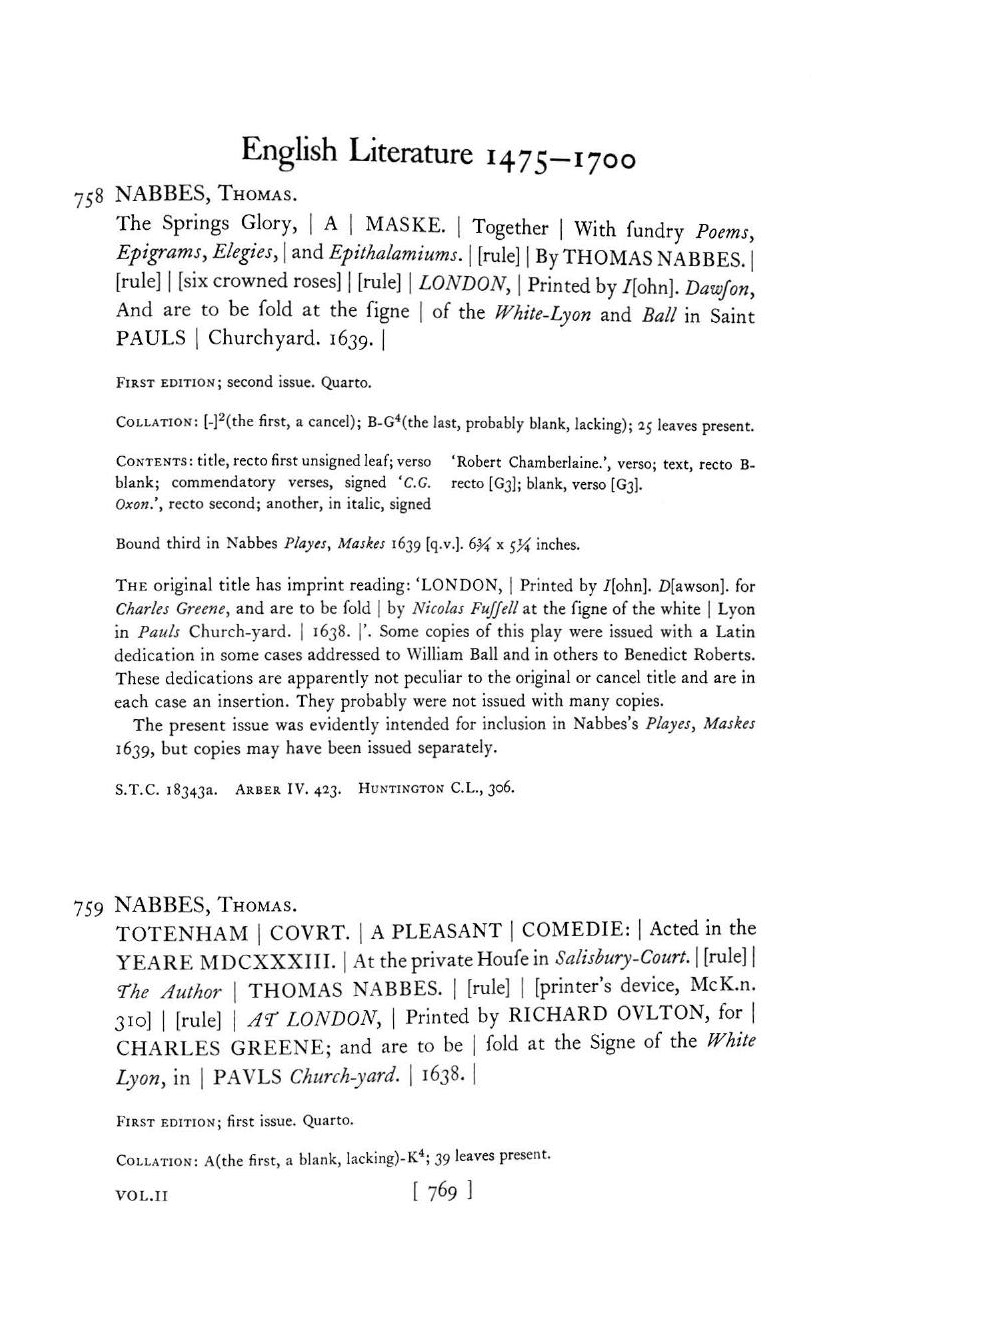 English Literature 1475–1700
758 NABBES, THOMAS.
The Springs Glory, | A | MASKE. | Together | With ſundry Poems,
Epigrams, Elegies, | and Epithalamiums. | [rule] | By THOMAS NABBES. |
[rule] | [six crowned roses] | [rule] | LONDON, | Printed by I[ohn]. Dawſon,
And are to be ſold at the ſigne | of the White-Lyon and Ball in Saint
PAULS | Churchyard. 1639. |
FIRST EDITION; second issue. Quarto.
COLLATION: [-]²(the first, a cancel); B-G⁴(the last, probably blank, lacking); 25 leaves present.
CONTENTS: title, recto first unsigned leaf; verso
blank; commendatory verses, signed ‘C.G.
Oxon.’, recto second; another, in italic, signed
‘Robert Chamberlaine.’, verso; text, recto B-
recto [G3]; blank, verso [G3].
Bound third in Nabbes Playes, Maskes 1639 [q.v.]. 6¾ x 5¼ inches.
THE original title has imprint reading: ‘LONDON, | Printed by I[ohn]. D[awson]. for
Charles Greene, and are to be ſold | by Nicolas Fuſſell at the ſigne of the white | Lyon
in Pauls Church-yard. | 1638. |’. Some copies of this play were issued with a Latin
dedication in some cases addressed to William Ball and in others to Benedict Roberts.
These dedications are apparently not peculiar to the original or cancel title and are in
each case an insertion. They probably were not issued with many copies.
The present issue was evidently intended for inclusion in Nabbes's Playes, Maskes
1639, but copies may have been issued separately.
S.T.C. 18343a. ARBER IV. 423. HUNTINGTON C.L., 306.
759 NABBES, THOMAS.
TOTENHAM | COVRT. | A PLEASANT | COMEDIE: | Acted in the
YEARE MDCXXXIII. | At the private Houſe in Salisbury-Court. | [rule] |
The Author | THOMAS NABBES. | [rule] | [printer's device, McK.n.
310] | [rule] | AT LONDON, | Printed by RICHARD OVLTON, for |
CHARLES GREENE; and are to be | ſold at the Signe of the White
Lyon, in | PAVLS Church-yard. | 1638. |
FIRST EDITION; first issue. Quarto.
COLLATION: A(the first, a blank, lacking)-K⁴; 39 leaves present.
VOL.II [ 769 ]